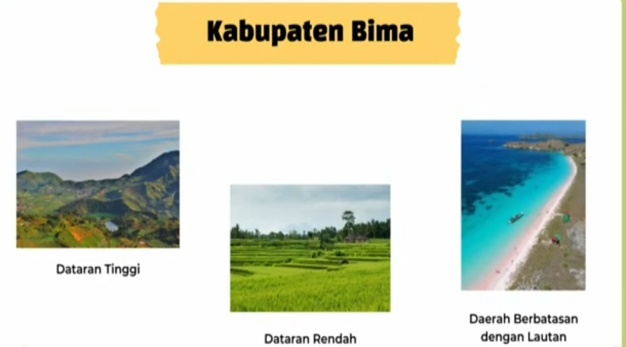 Kabupaten Bima
Dataran Tinggi
Dataran Rendah
Daerah Berbatasan
dengan Lautan